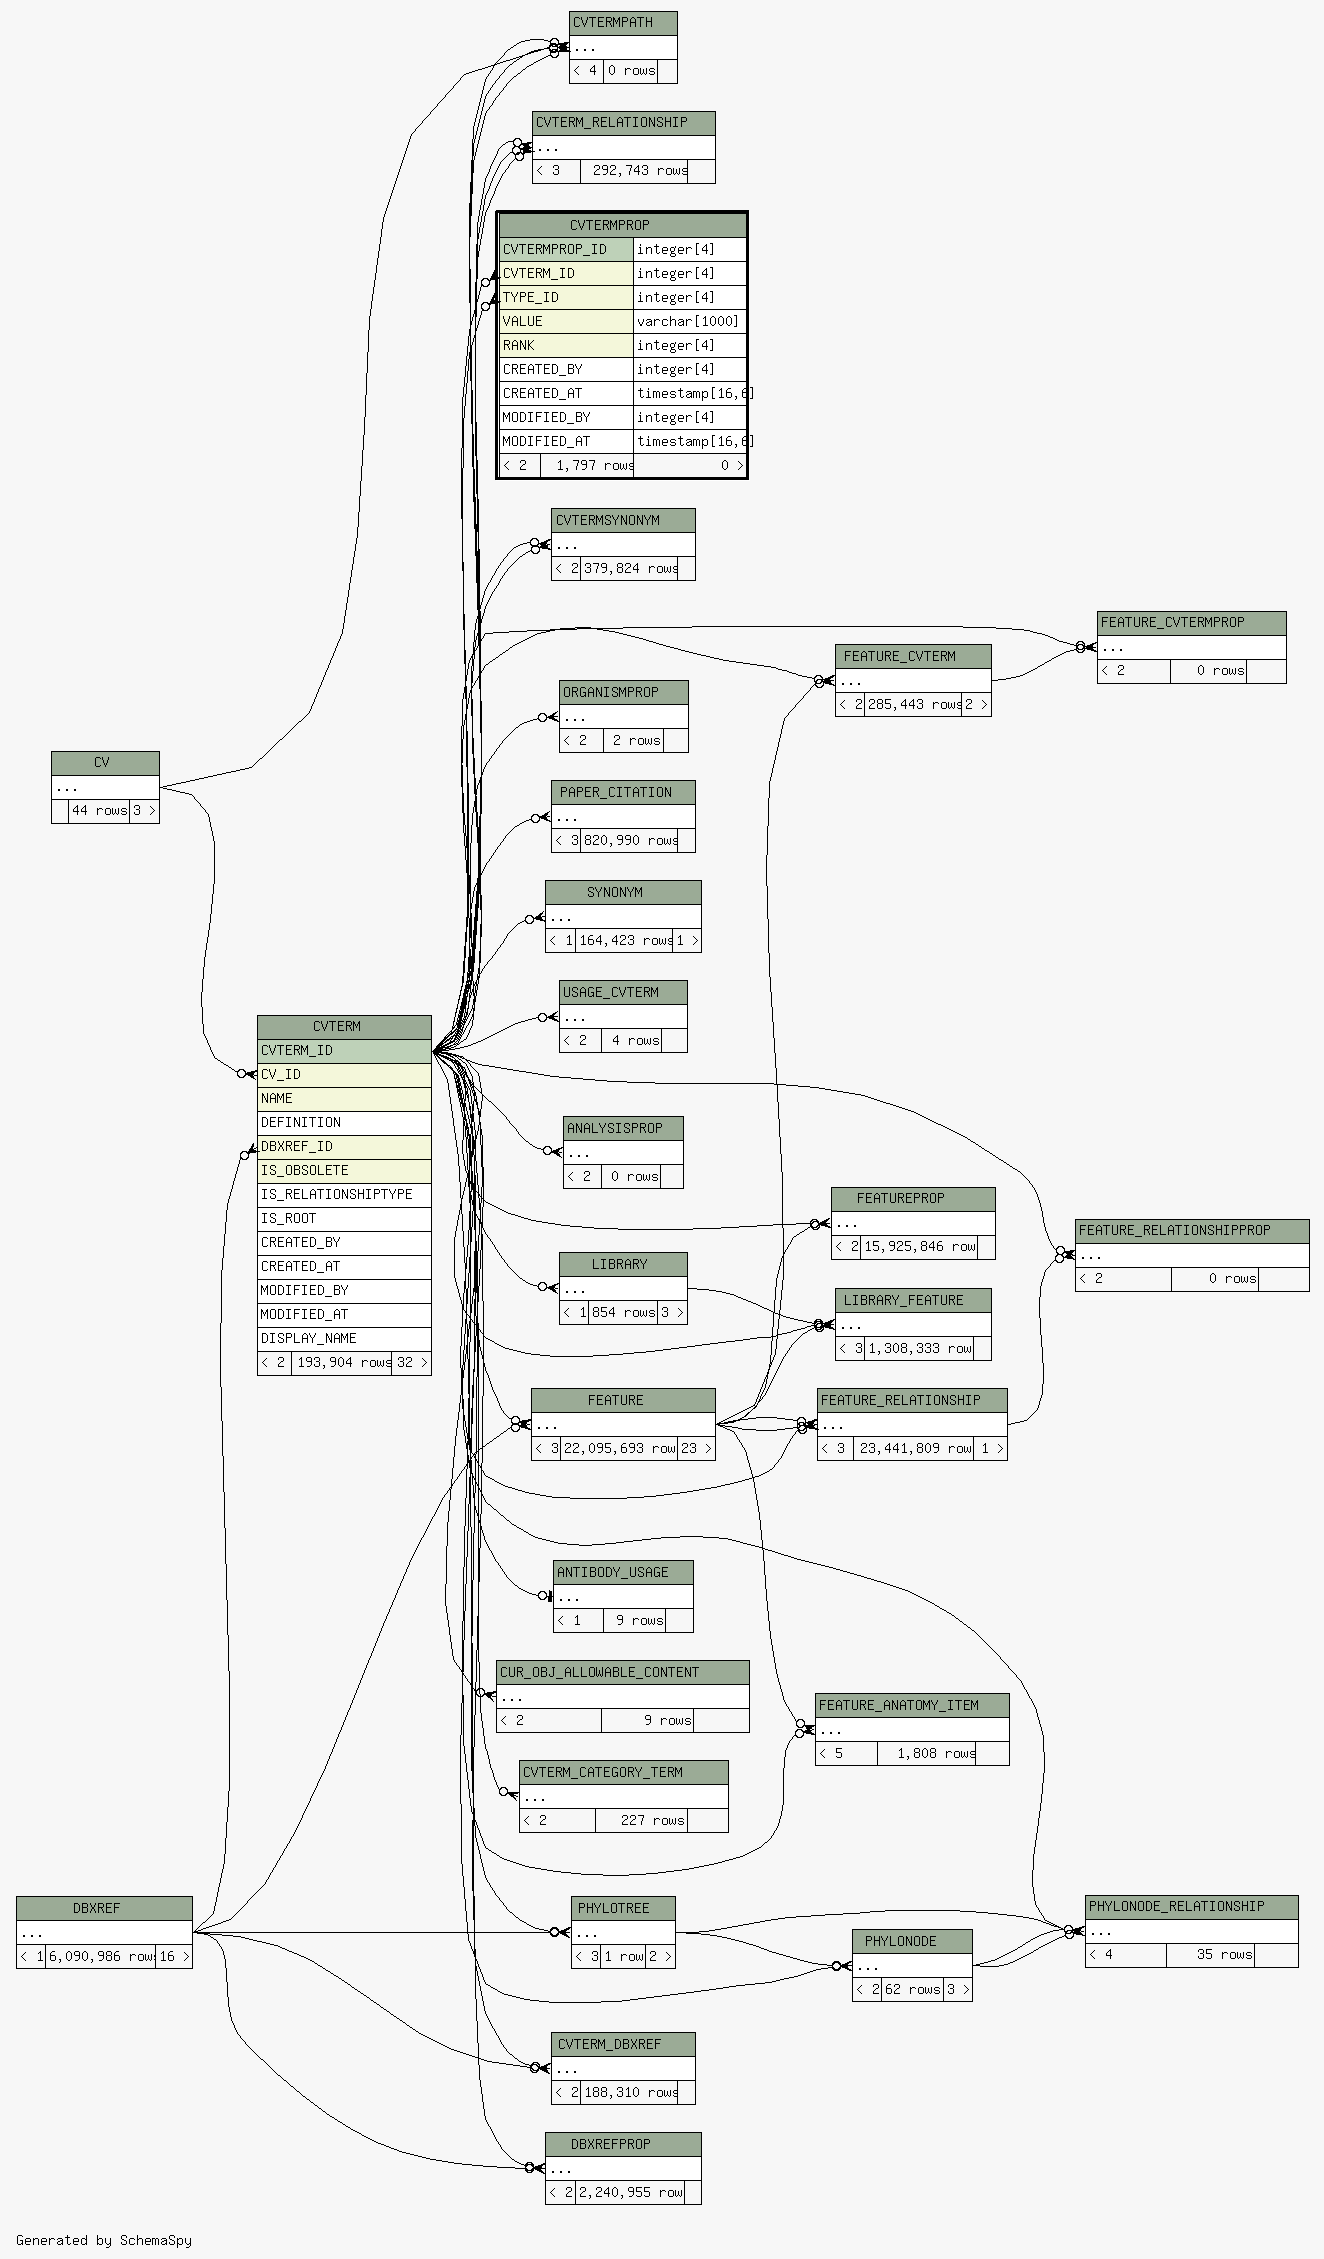 CVTERMPATH
...
< 4 0 rows
CVTERM_RELATIONSHIP
...
< 3 292,743 rows
CVTERMPROP
CVTERMPROP_ID integer[4]
CVTERM_ID integer[4]
TYPE_ID integer[4]
VALUE varchar[1000]
RANK integer[4]
CREATED_BY integer[4]
CREATED_AT timestamp[16,6]
MODIFIED_BY integer[4]
MODIFIED_AT timestamp[16,6]
< 2 1,797 rows 0 >
CVTERMSYNONYM
...
< 2 379,824 rows
FEATURE_CVTERMPROP
...
< 2 0 rows
FEATURE_CVTERM
...
< 2 285,443 rows 2 >
ORGANISMPROP
...
< 2 2 rows
CV
...
44 rows 3 >
PAPER_CITATION
...
< 3 820,990 rows
SYNONYM
...
< 1 164,423 rows 1 >
USAGE_CVTERM
...
< 2 4 rows
CVTERM
CVTERM_ID
CV_ID
NAME
DEFINITION
DBXREF_ID
IS_OBSOLETE
IS_RELATIONSHIPTYPE
IS_ROOT
CREATED_BY
CREATED_AT
MODIFIED_BY
MODIFIED_AT
DISPLAY_NAME
< 2 193,904 rows 32 >
ANALYSISPROP
...
< 2 0 rows
FEATUREPROP
...
< 2 15,925,846 row
FEATURE_RELATIONSHIPPROP
...
< 2 0 rows
LIBRARY
...
< 1 854 rows 3 >
LIBRARY_FEATURE
...
< 3 1,308,333 row
FEATURE
...
< 3 22,095,693 row 23 >
FEATURE_RELATIONSHIP
...
< 3 23,441,809 row 1 >
ANTIBODY_USAGE
...
< 1 9 rows
CUR_OBJ_ALLOWABLE_CONTENT
...
< 2 9 rows
FEATURE_ANATOMY_ITEM
...
< 5 1,808 rows
CVTERM_CATEGORY_TERM
...
< 2 227 rows
DBXREF
...
< 1 6,090,986 row 16 >
PHYLOTREE
...
< 3 1 row 2 >
PHYLONODE_RELATIONSHIP
...
< 4 35 rows
PHYLONODE
...
< 2 62 rows 3 >
CVTERM_DBXREF
...
< 2 188,310 rows
DBXREFPROP
...
< 2 2,240,955 row
Generated by SchemaSpy